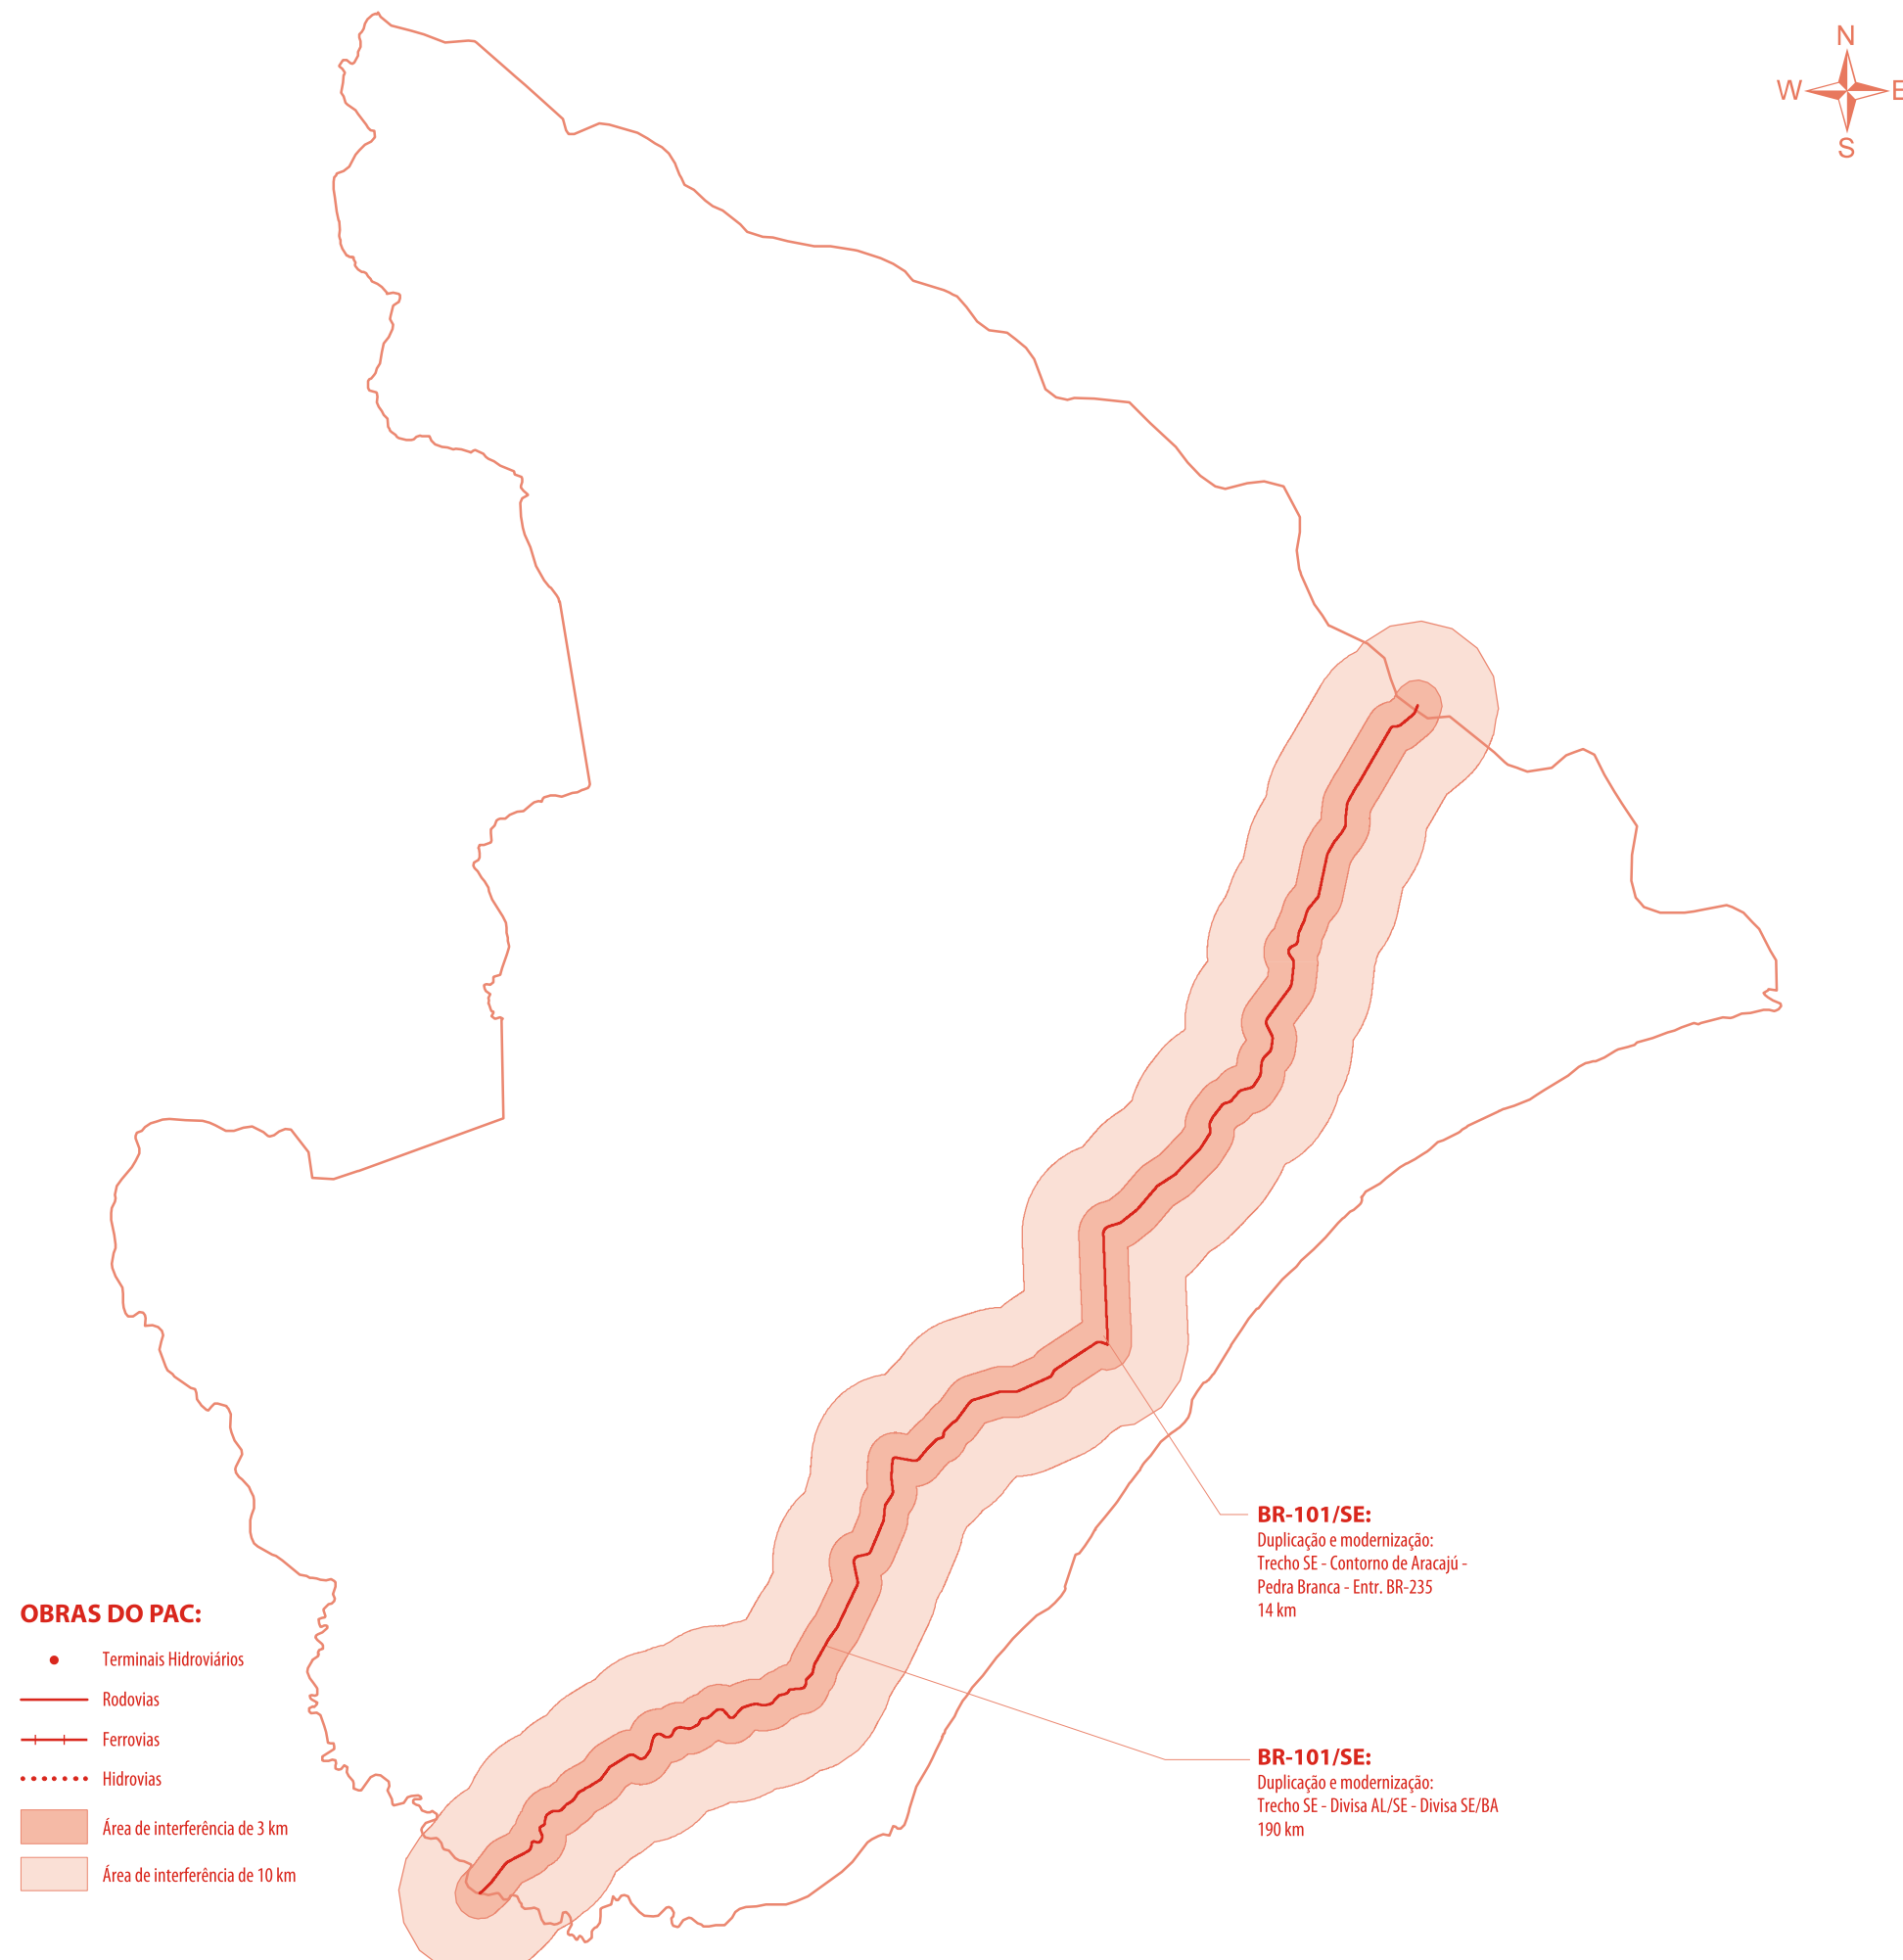 N
W
E
S
BR-101/SE:
Duplicação e modernização:
Trecho SE - Contorno de Aracajú -
Pedra Branca - Entr. BR-235
14 km
OBRAS DO PAC:
Terminais Hidroviários
Rodovias
Ferrovias
Hidrovias
Área de interferência de 3 km
Área de interferência de 10 km
BR-101/SE:
Duplicação e modernização:
Trecho SE - Divisa AL/SE - Divisa SE/BA
190 km